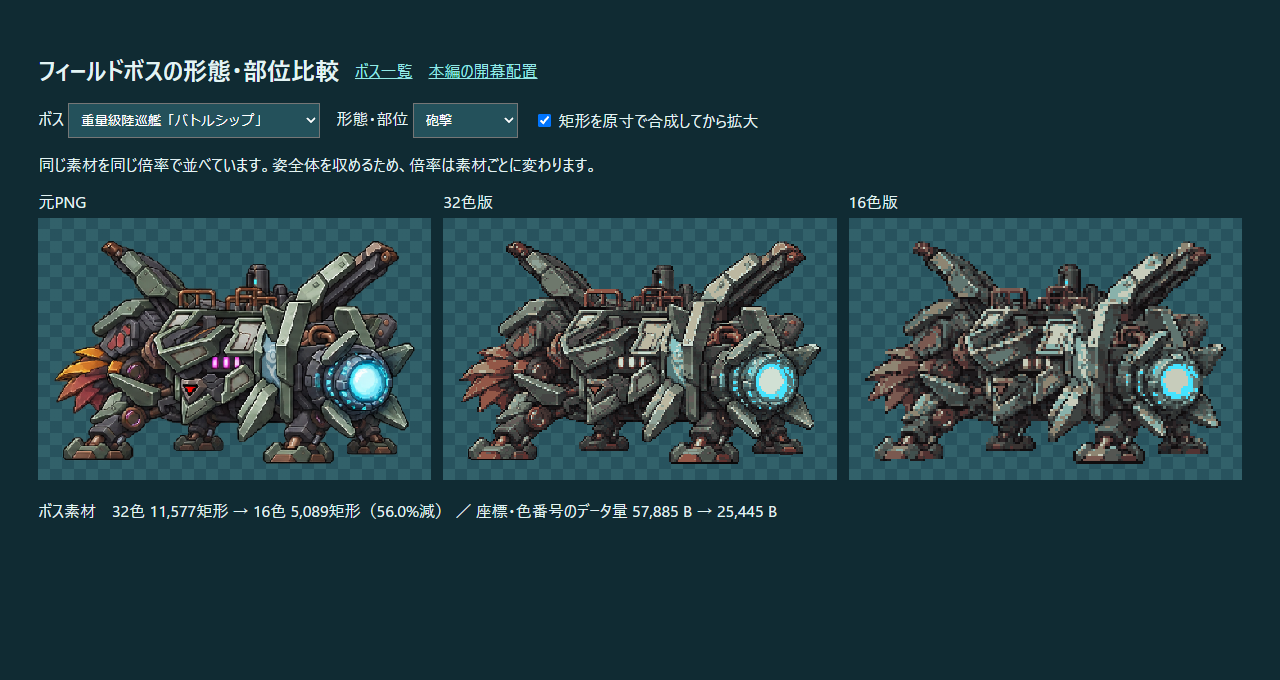 フィールドボスの形態・部位比較 ボス一覧 本編の開幕配置
ボス 重量級陸巡艦「バトルシップ」 形態・部位 砲撃 矩形を原寸で合成してから拡大
同じ素材を同じ倍率で並べています。姿全体を収めるため、倍率は素材ごとに変わります。
元PNG 32色版 16色版
ボス素材 32色 11,577矩形 → 16色 5,089矩形（56.0%減） ／ 座標・色番号のデータ量 57,885 B → 25,445 B